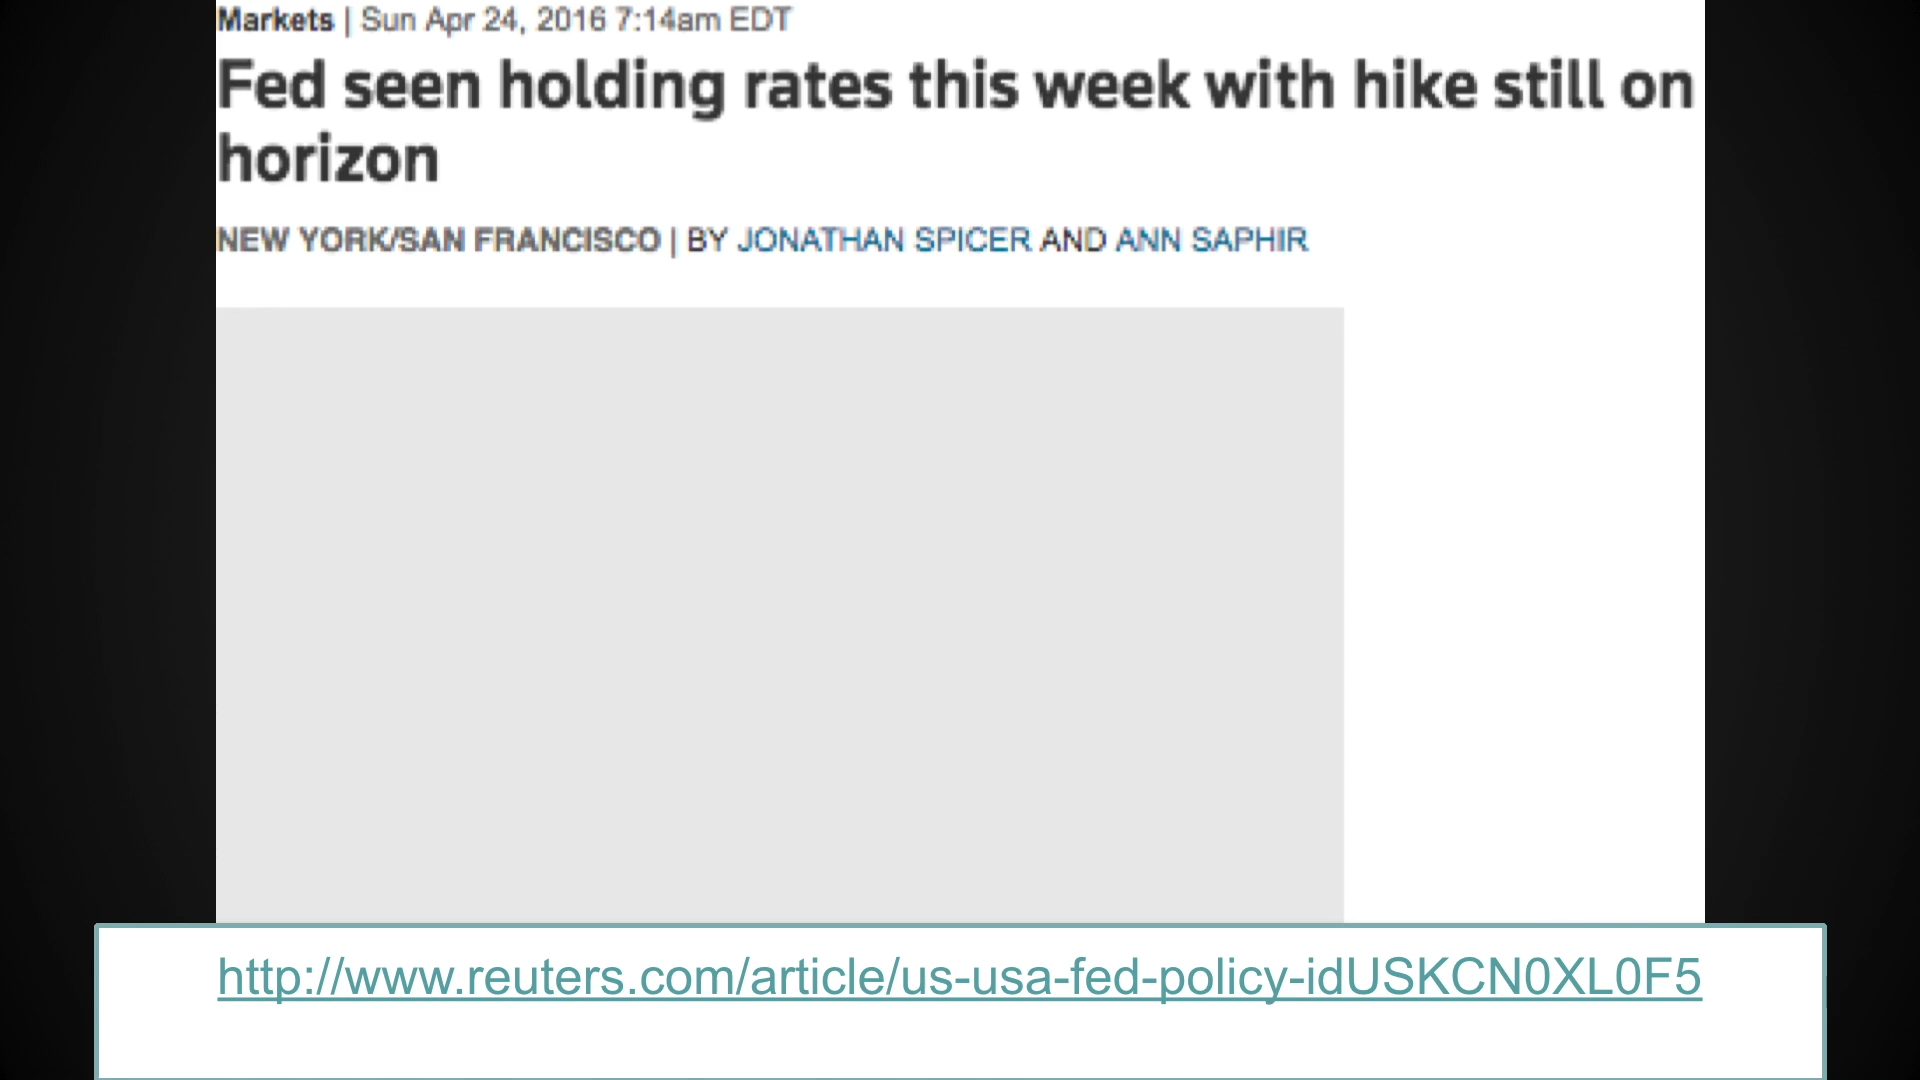 Markets | Sun Apr 24, 2016 7:14am EDT
Fed seen holding rates this week with hike still on
horizon
NEW YORK/SAN FRANCISCO | BY JONATHAN SPICER AND ANN SAPHIR
http://www.reuters.com/article/us-usa-fed-policy-idUSKCN0XL0F5